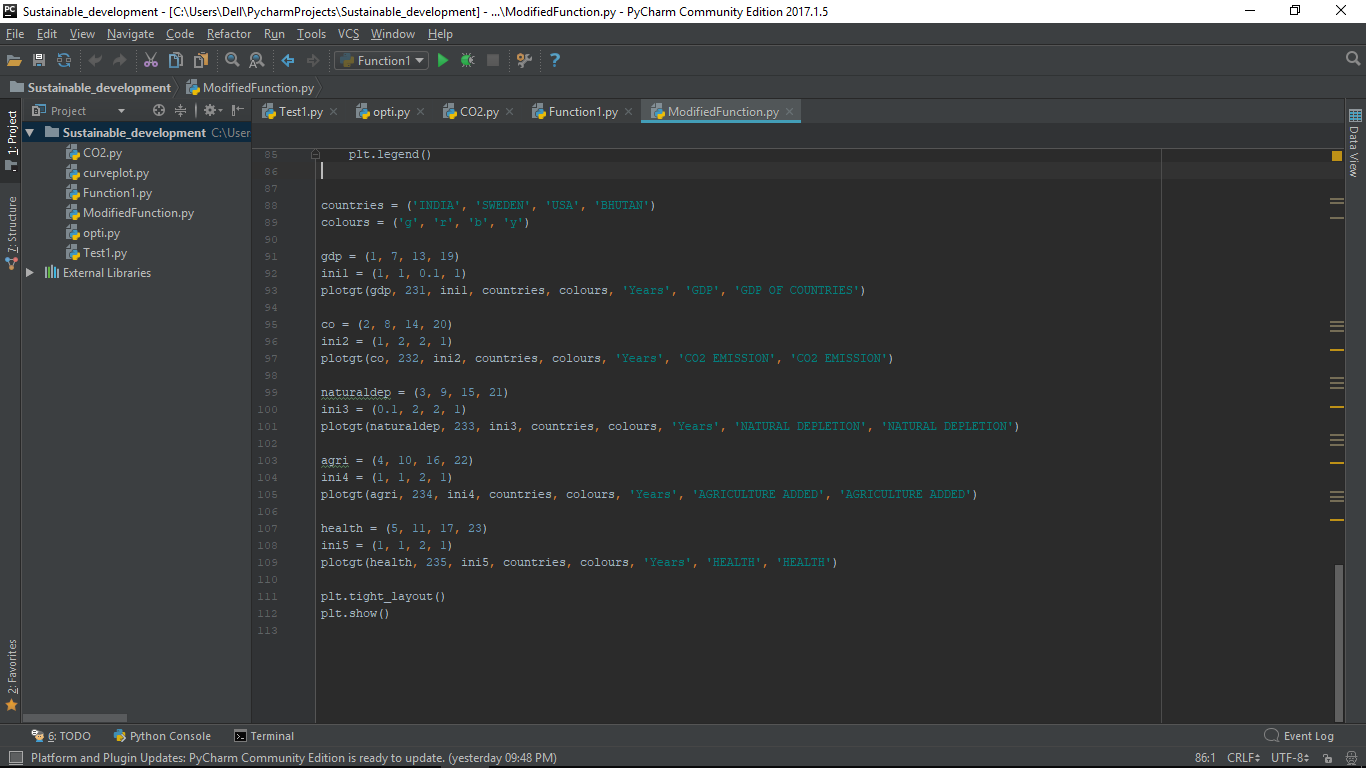 Sustainable_development - [C:\Users\Dell\PycharmProjects\Sustainable_development] - ...\ModifiedFunction.py - PyCharm Community Edition 2017.1.5
File Edit View Navigate Code Refactor Run Tools VCS Window Help
Function1
Sustainable_development ModifiedFunction.py
Project
Test1.py opti.py CO2.py Function1.py ModifiedFunction.py
1: Project
7: Structure
2: Favorites
Data View
Sustainable_development C:\User
CO2.py
curveplot.py
Function1.py
ModifiedFunction.py
opti.py
Test1.py
External Libraries
85 plt.legend()
86
87
88 countries = ('INDIA', 'SWEDEN', 'USA', 'BHUTAN')
89 colours = ('g', 'r', 'b', 'y')
90
91 gdp = (1, 7, 13, 19)
92 ini1 = (1, 1, 0.1, 1)
93 plotgt(gdp, 231, ini1, countries, colours, 'Years', 'GDP', 'GDP OF COUNTRIES')
94
95 co = (2, 8, 14, 20)
96 ini2 = (1, 2, 2, 1)
97 plotgt(co, 232, ini2, countries, colours, 'Years', 'CO2 EMISSION', 'CO2 EMISSION')
98
99 naturaldep = (3, 9, 15, 21)
100 ini3 = (0.1, 2, 2, 1)
101 plotgt(naturaldep, 233, ini3, countries, colours, 'Years', 'NATURAL DEPLETION', 'NATURAL DEPLETION')
102
103 agri = (4, 10, 16, 22)
104 ini4 = (1, 1, 2, 1)
105 plotgt(agri, 234, ini4, countries, colours, 'Years', 'AGRICULTURE ADDED', 'AGRICULTURE ADDED')
106
107 health = (5, 11, 17, 23)
108 ini5 = (1, 1, 2, 1)
109 plotgt(health, 235, ini5, countries, colours, 'Years', 'HEALTH', 'HEALTH')
110
111 plt.tight_layout()
112 plt.show()
113
6: TODO Python Console Terminal Event Log
Platform and Plugin Updates: PyCharm Community Edition is ready to update. (yesterday 09:48 PM) 86:1 CRLF UTF-8